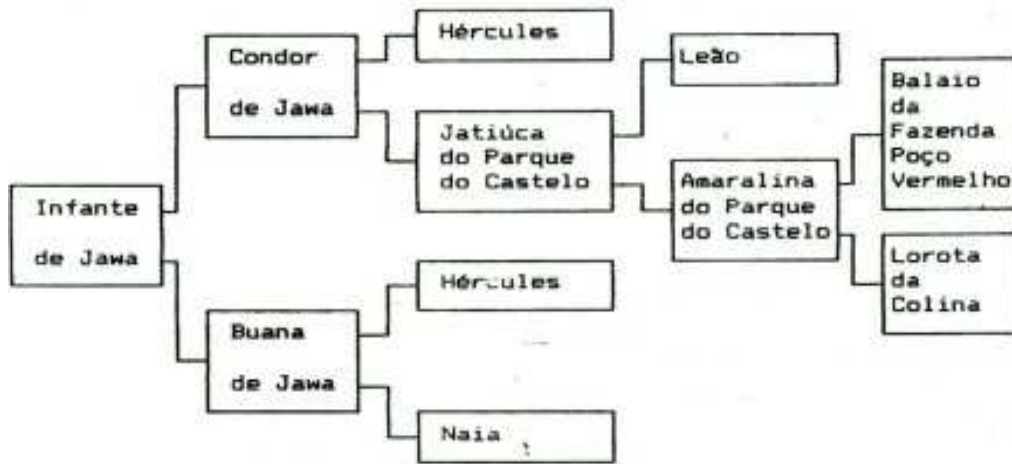 Hércules
Condor
de Jawa
Leão
Balaio
da
Fazenda
Poço
Vermelho
Jatiúca
do Parque
do Castelo
Amaralina
do Parque
do Castelo
Infante
de Jawa
Lorota
da
Colina
Hércules
Buana
de Jawa
Naia